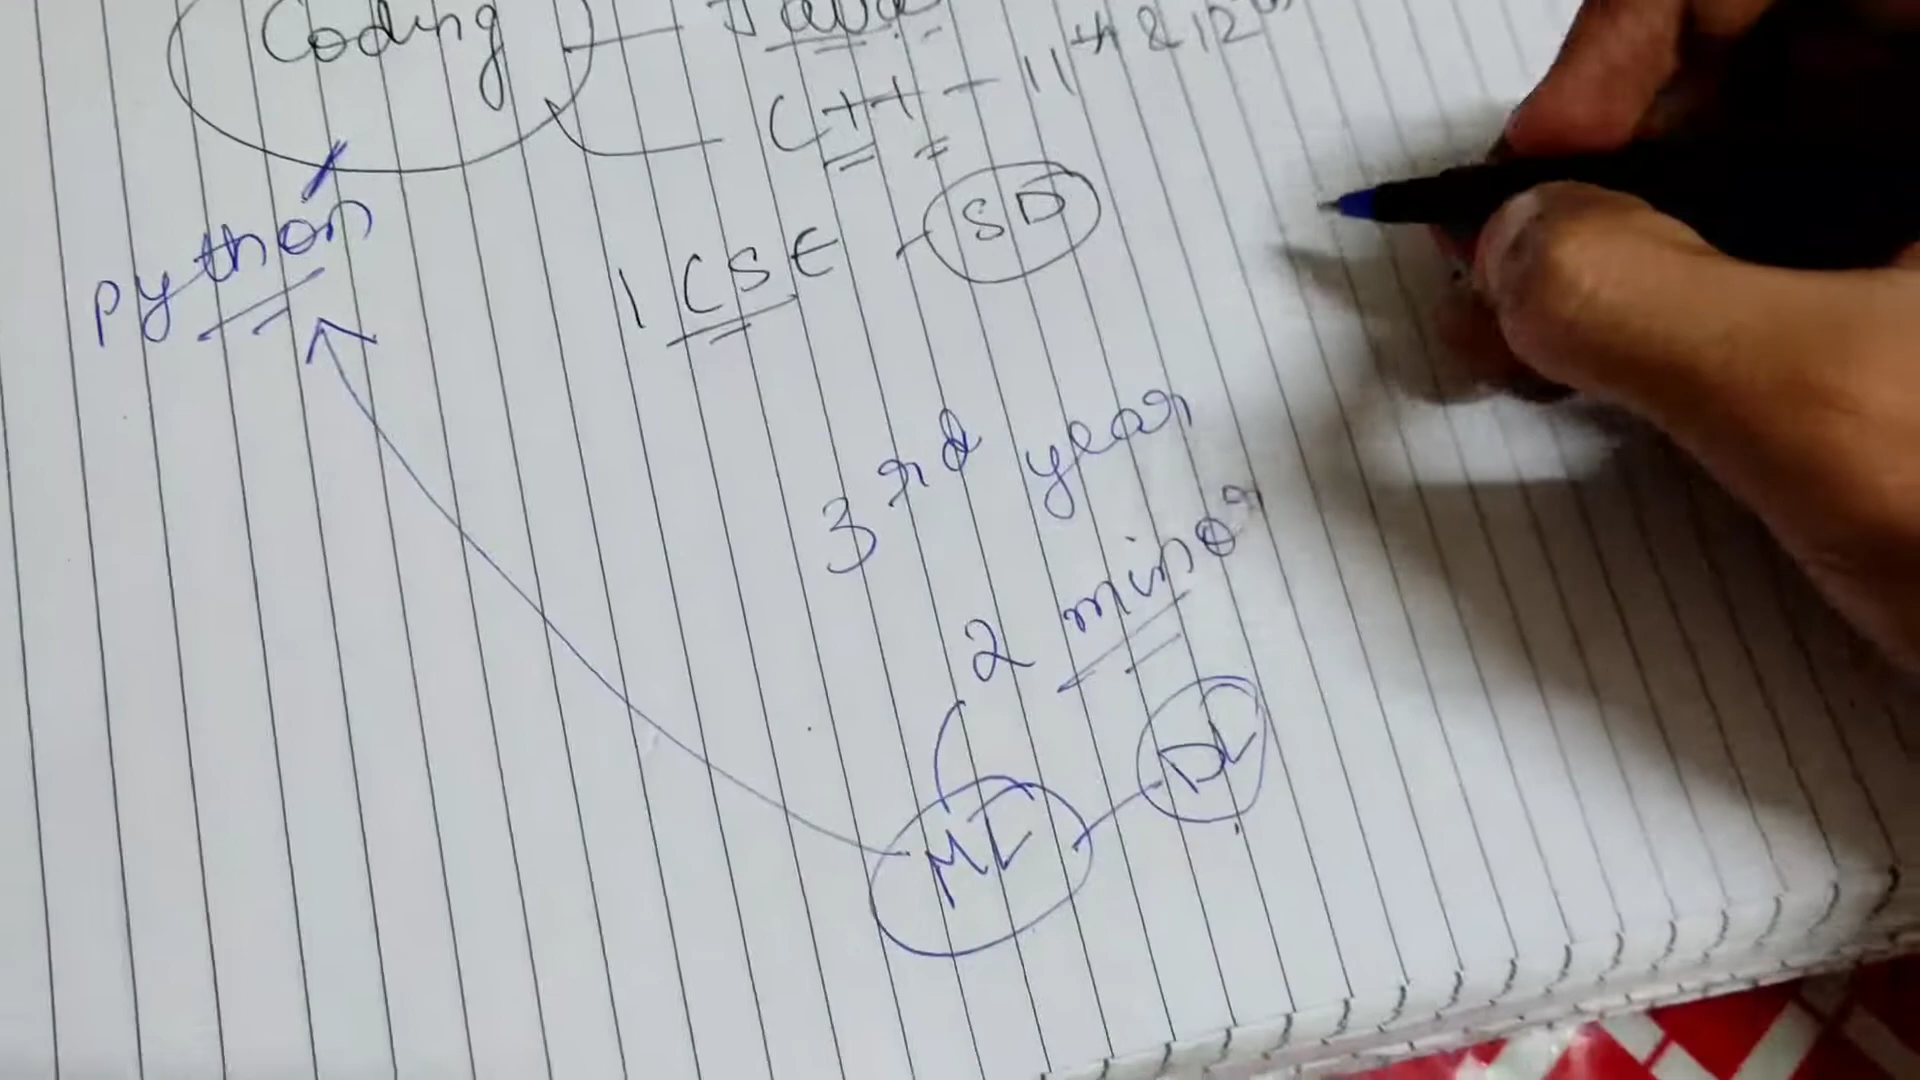 Coding Java
C++ - 11th & 12th
Python
ICSE - SD
3rd year
2 minor
ML DL